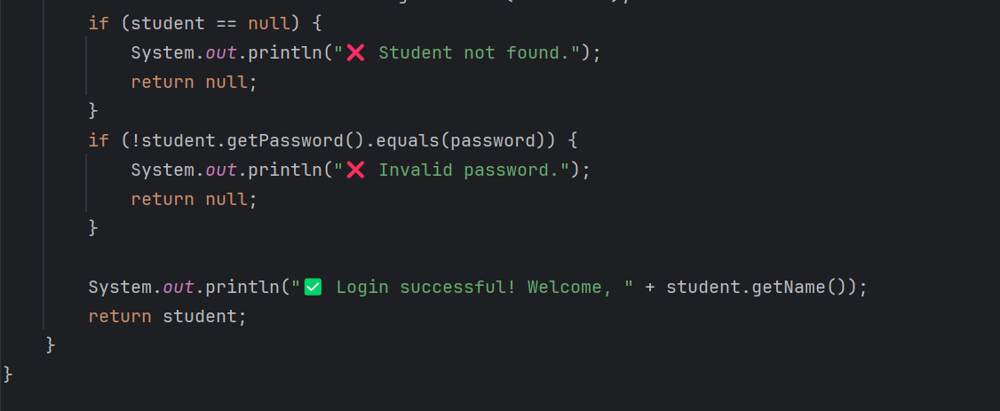 if (student == null) {
System.out.println("❌ Student not found.");
return null;
}
if (!student.getPassword().equals(password)) {
System.out.println("❌ Invalid password.");
return null;
}
System.out.println("✅ Login successful! Welcome, " + student.getName());
return student;
}
}